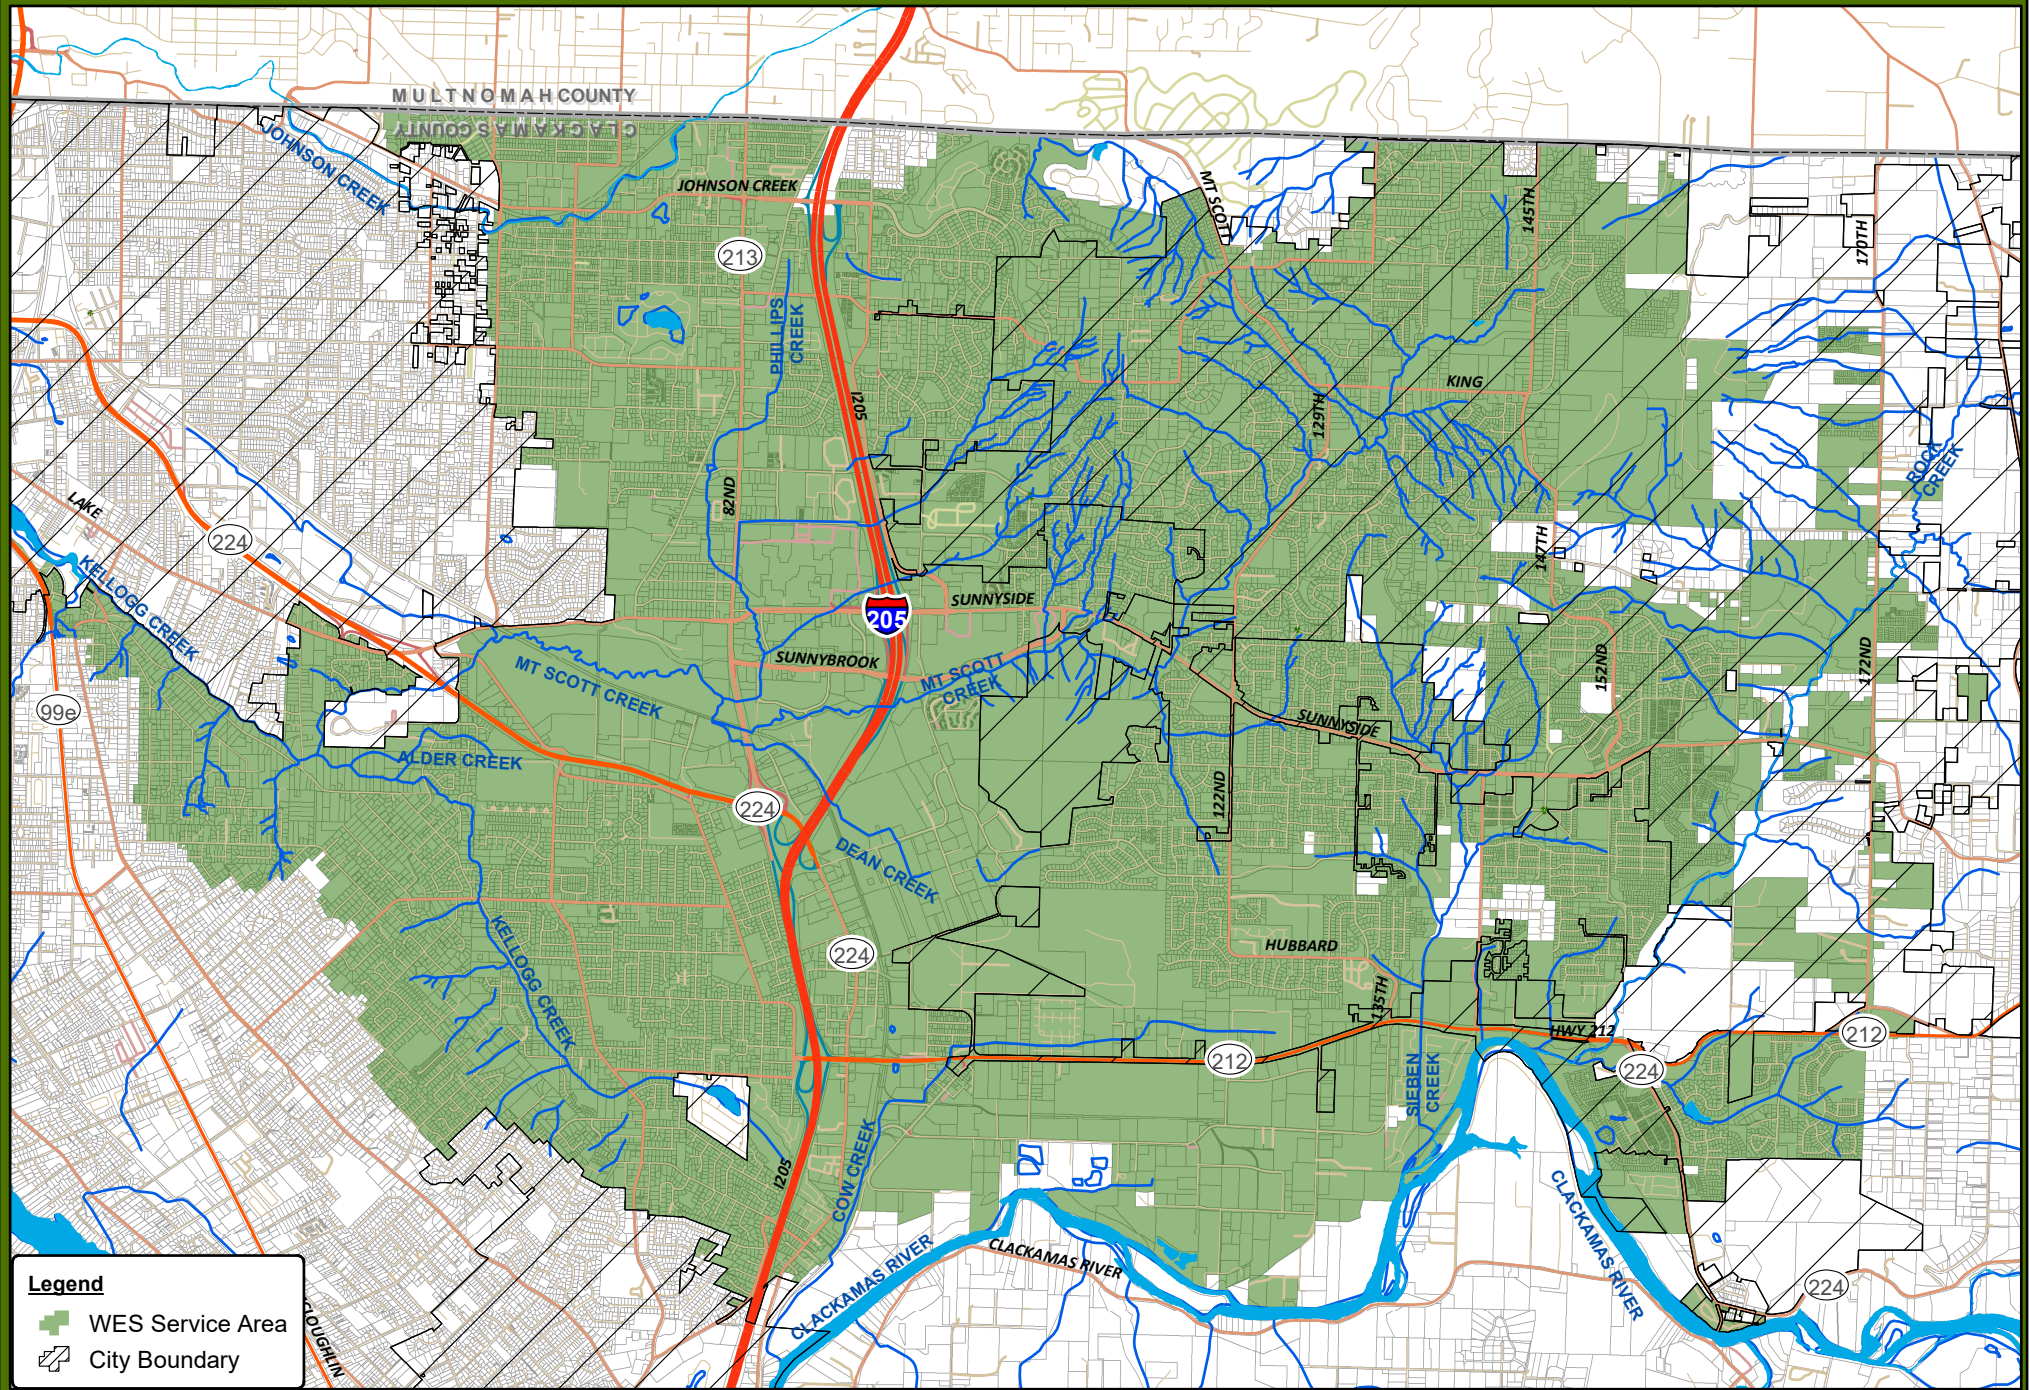 MULTNOMAH COUNTY
CLACKAMAS COUNTY
JOHNSON CREEK
JOHNSON CREEK
MT SCOTT
145TH
170TH
213
PHILLIPS
CREEK
I205
KING
129TH
ROCK
CREEK
82ND
LAKE
224
147TH
KELLOGG CREEK
SUNNYSIDE
205
SUNNYBROOK
MT SCOTT CREEK
MT SCOTT
CREEK
152ND
172ND
99e
SUNNYSIDE
ALDER CREEK
122ND
224
DEAN CREEK
KELLOGG CREEK
224
HUBBARD
135TH
HWY 212
212
212
224
SIEBEN
CREEK
COW CREEK
I205
CLACKAMAS RIVER
CLACKAMAS RIVER
CLACKAMAS RIVER
224
Legend
WES Service Area
City Boundary
CLOUGHLIN